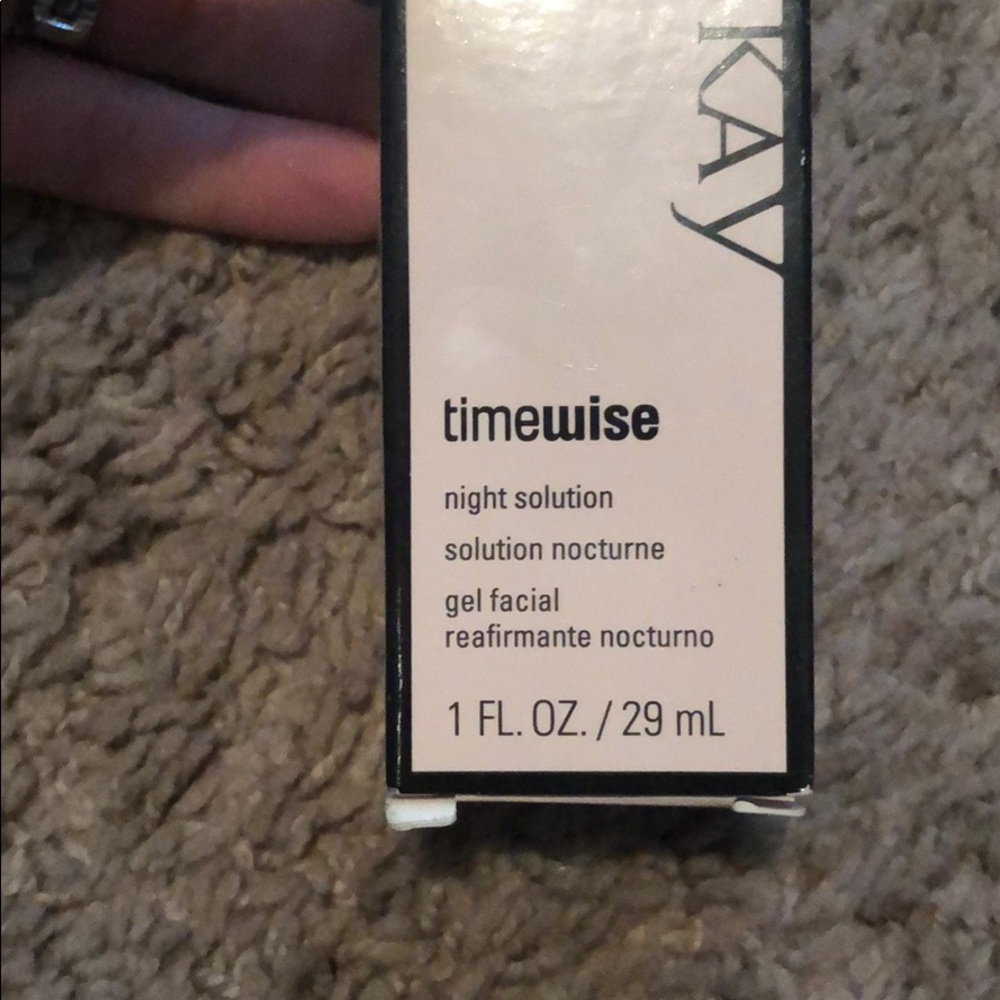 KAY
timewise
night solution
solution nocturne
gel facial
reafirmante nocturno
1 FL. OZ. / 29 mL